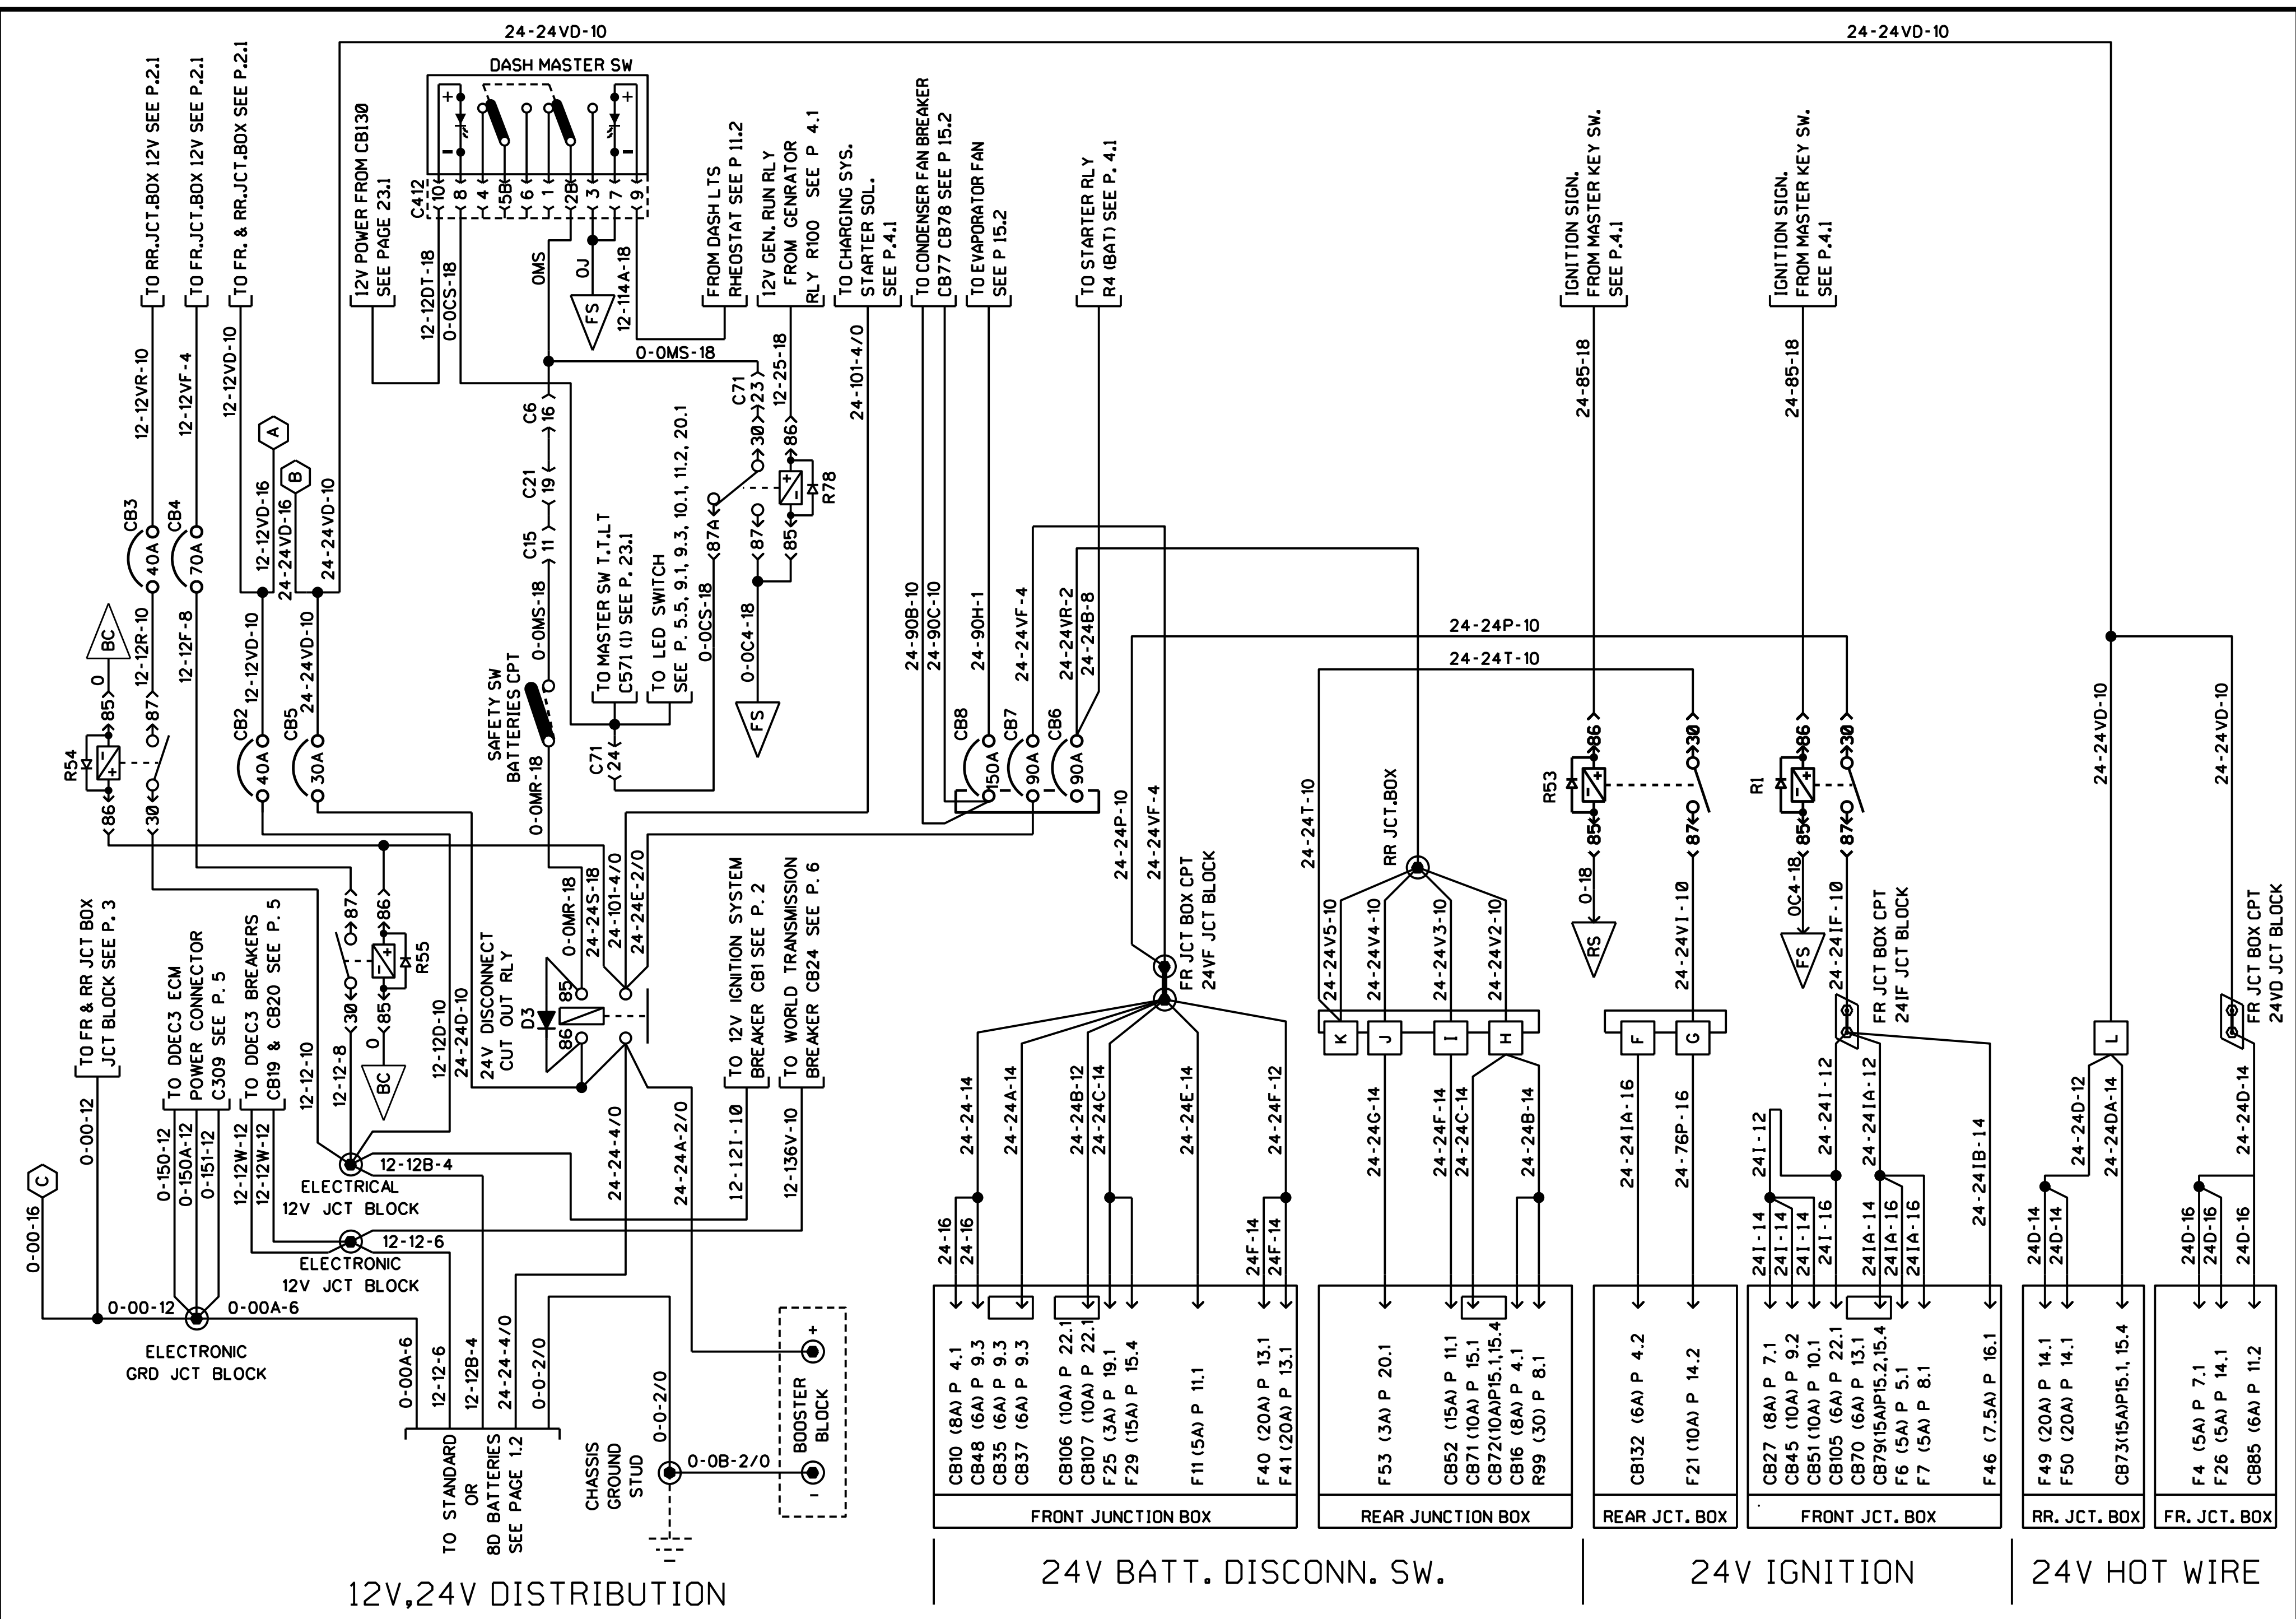 24-24VD-10
24-24VD-10
DASH MASTER SW
TO RR.JCT.BOX 12V SEE P.2.1
TO FR.JCT.BOX 12V SEE P.2.1
TO FR. & RR.JCT.BOX SEE P.2.1
12V POWER FROM CB130
SEE PAGE 23.1
C412
10
8
4
5B
6
1
2B
3
7
9
+
-
+
-
12-12DT-18
0-0CS-18
0MS
0J
FS
12-114A-18
FROM DASH LTS
RHEOSTAT SEE P 11.2
12V GEN. RUN RLY
FROM GENRATOR
RLY R100 SEE P 4.1
TO CHARGING SYS.
STARTER SOL.
SEE P.4.1
TO CONDENSER FAN BREAKER
CB77 CB78 SEE P 15.2
TO EVAPORATOR FAN
SEE P 15.2
TO STARTER RLY
R4 (BAT) SEE P. 4.1
IGNITION SIGN.
FROM MASTER KEY SW.
SEE P.4.1
IGNITION SIGN.
FROM MASTER KEY SW.
SEE P.4.1
12-12VR-10
12-12VF-4
12-12VD-10
A
B
12-12VD-16
24-24VD-16
24-24VD-10
0-0MS-18
C6
16
C21
19
C15
11
C71
23
12-25-18
24-101-4/0
30
86
87A
87
85
R78
24-85-18
24-85-18
CB3
40A
CB4
70A
BC
0
12-12R-10
12-12F-8
12-12VD-10
24-24VD-10
0-0MS-18
SAFETY SW
BATTERIES CPT
TO MASTER SW T.T.LT
C571 (1) SEE P. 23.1
TO LED SWITCH
SEE P. 5.5, 9.1, 9.3, 10.1, 11.2, 20.1
0-0CS-18
0-0C4-18
FS
24-90B-10
24-90C-10
24-90H-1
24-24VF-4
24-24VR-2
24-24B-8
24-24P-10
24-24T-10
24-24VD-10
24-24VD-10
R54
85
87
86
30
CB2
40A
CB5
30A
C71
24
0-0MR-18
CB8
150A
CB7
90A
CB6
90A
24-24P-10
24-24VF-4
24-24T-10
RR JCT.BOX
R53
86
30
85
87
R1
86
30
85
87
0-18
RS
24-24VI-10
0C4-18
FS
24-24IF-10
FR JCT BOX CPT
24IF JCT BLOCK
TO FR & RR JCT BOX
JCT BLOCK SEE P. 3
TO DDEC3 ECM
POWER CONNECTOR
C309 SEE P. 5
TO DDEC3 BREAKERS
CB19 & CB20 SEE P. 5
87
86
R55
30
85
0
BC
12-12D-10
24-24D-10
24V DISCONNECT
CUT OUT RLY
0-0MR-18
24-24S-18
24-101-4/0
24-24E-2/0
D3
85
86
TO 12V IGNITION SYSTEM
BREAKER CB1 SEE P. 2
TO WORLD TRANSMISSION
BREAKER CB24 SEE P. 6
FR JCT BOX CPT
24VF JCT BLOCK
24-24V5-10
24-24V4-10
24-24V3-10
24-24V2-10
K
J
I
H
F
G
L
FR JCT BOX CPT
24VD JCT BLOCK
C
0-00-16
0-00-12
0-150-12
0-150A-12
0-151-12
12-12W-12
12-12W-12
12-12-10
12-12-8
12-12B-4
ELECTRICAL
12V JCT BLOCK
12-12-6
ELECTRONIC
12V JCT BLOCK
24-24-4/0
24-24A-2/0
12-12I-10
12-136V-10
24-24-14
24-24A-14
24-24B-12
24-24C-14
24-24E-14
24-24F-12
24-24G-14
24-24F-14
24-24C-14
24-24B-14
24-24IA-16
24-76P-16
24I-12
24-24I-12
24-24IA-12
24-24IB-14
24-24D-12
24-24DA-14
24-24D-14
24-16
24-16
24F-14
24F-14
24I-14
24I-14
24I-14
24I-16
24IA-14
24IA-16
24IA-16
24D-14
24D-14
24D-16
24D-16
24D-16
0-00-12
0-00A-6
ELECTRONIC
GRD JCT BLOCK
0-00A-6
12-12-6
12-12B-4
24-24-4/0
0-0-2/0
0-0-2/0
TO STANDARD
OR
8D BATTERIES
SEE PAGE 1.2
CHASSIS
GROUND
STUD
0-0B-2/0
+
BOOSTER
BLOCK
-
CB10 (8A) P 4.1
CB48 (6A) P 9.3
CB35 (6A) P 9.3
CB37 (6A) P 9.3
CB106 (10A) P 22.1
CB107 (10A) P 22.1
F25 (3A) P 19.1
F29 (15A) P 15.4
F11 (5A) P 11.1
F40 (20A) P 13.1
F41 (20A) P 13.1
FRONT JUNCTION BOX
F53 (3A) P 20.1
CB52 (15A) P 11.1
CB71 (10A) P 15.1
CB72(10A)P15.1,15.4
CB16 (8A) P 4.1
R99 (30) P 8.1
REAR JUNCTION BOX
CB132 (6A) P 4.2
F21 (10A) P 14.2
REAR JCT. BOX
CB27 (8A) P 7.1
CB45 (10A) P 9.2
CB51 (10A) P 10.1
CB105 (6A) P 22.1
CB70 (6A) P 13.1
CB79(15A)P15.2,15.4
F6 (5A) P 5.1
F7 (5A) P 8.1
F46 (7.5A) P 16.1
FRONT JCT. BOX
F49 (20A) P 14.1
F50 (20A) P 14.1
CB73(15A)P15.1, 15.4
RR. JCT. BOX
F4 (5A) P 7.1
F26 (5A) P 14.1
CB85 (6A) P 11.2
FR. JCT. BOX
12V,24V DISTRIBUTION
24V BATT. DISCONN. SW.
24V IGNITION
24V HOT WIRE